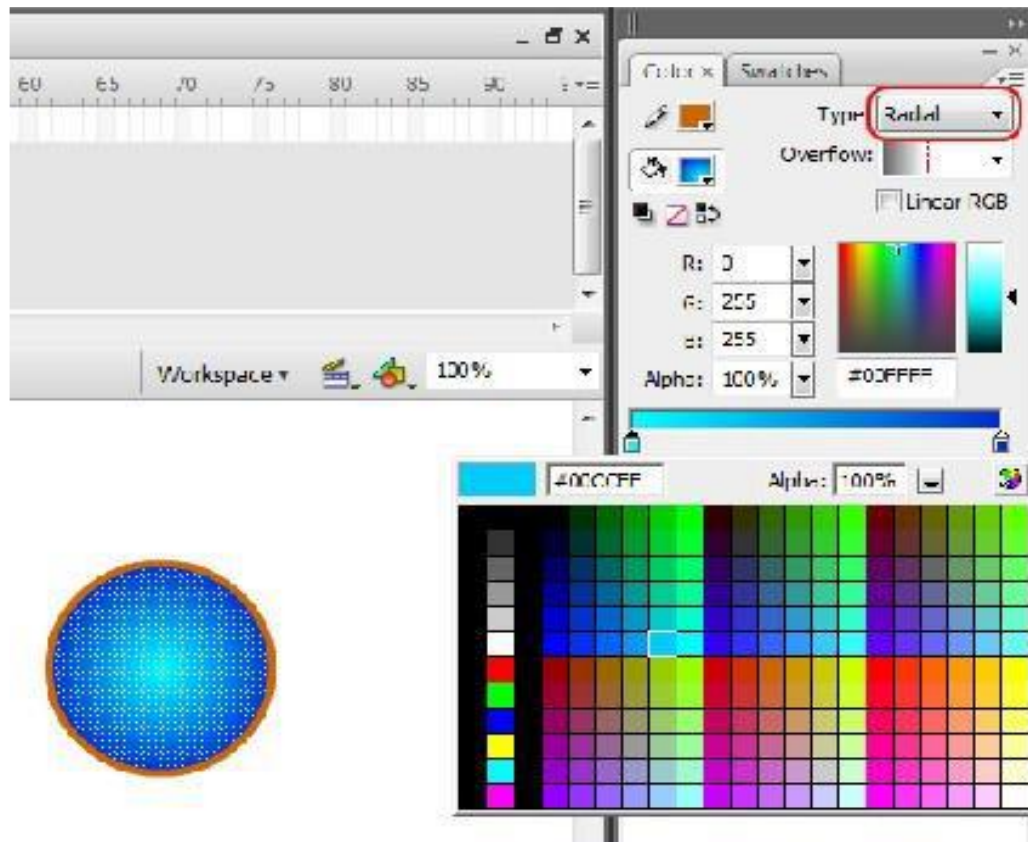 60 65 70 75 80 85 90
Color × Swatches
Type: Radial
Overflow:
Linear RGB
R: 0
G: 255
B: 255
Alpha: 100% #00FFFF
Workspace 100%
#00CCFF Alpha: 100%